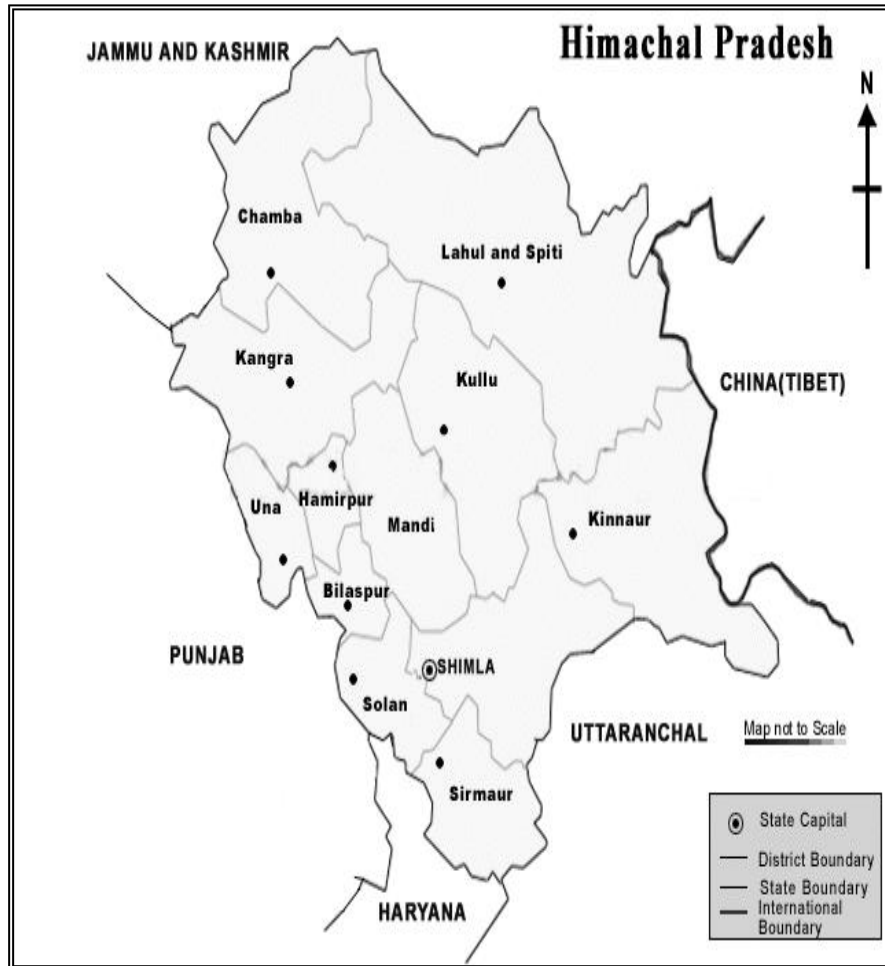 Himachal Pradesh
JAMMU AND KASHMIR
N
Chamba
Lahul and Spiti
Kangra
Kullu
CHINA(TIBET)
Una
Hamirpur
Mandi
Kinnaur
Bilaspur
PUNJAB
SHIMLA
Solan
UTTARANCHAL
Map not to Scale
Sirmaur
State Capital
District Boundary
State Boundary
International
Boundary
HARYANA